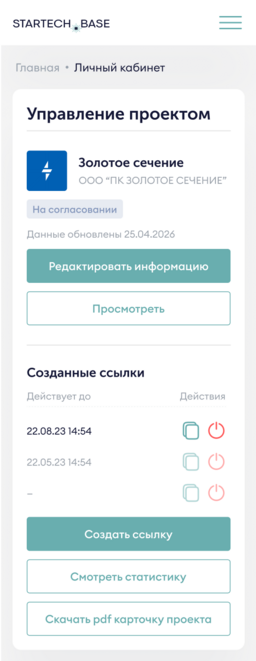 STARTECH.BASE
Главная • Личный кабинет
Управление проектом
Золотое сечение
ООО “ПК ЗОЛОТОЕ СЕЧЕНИЕ”
На согласовании
Данные обновлены 25.04.2026
Редактировать информацию
Просмотреть
Созданные ссылки
Действует до Действия
22.08.23 14:54
22.05.23 14:54
–
Создать ссылку
Смотреть статистику
Скачать pdf карточку проекта